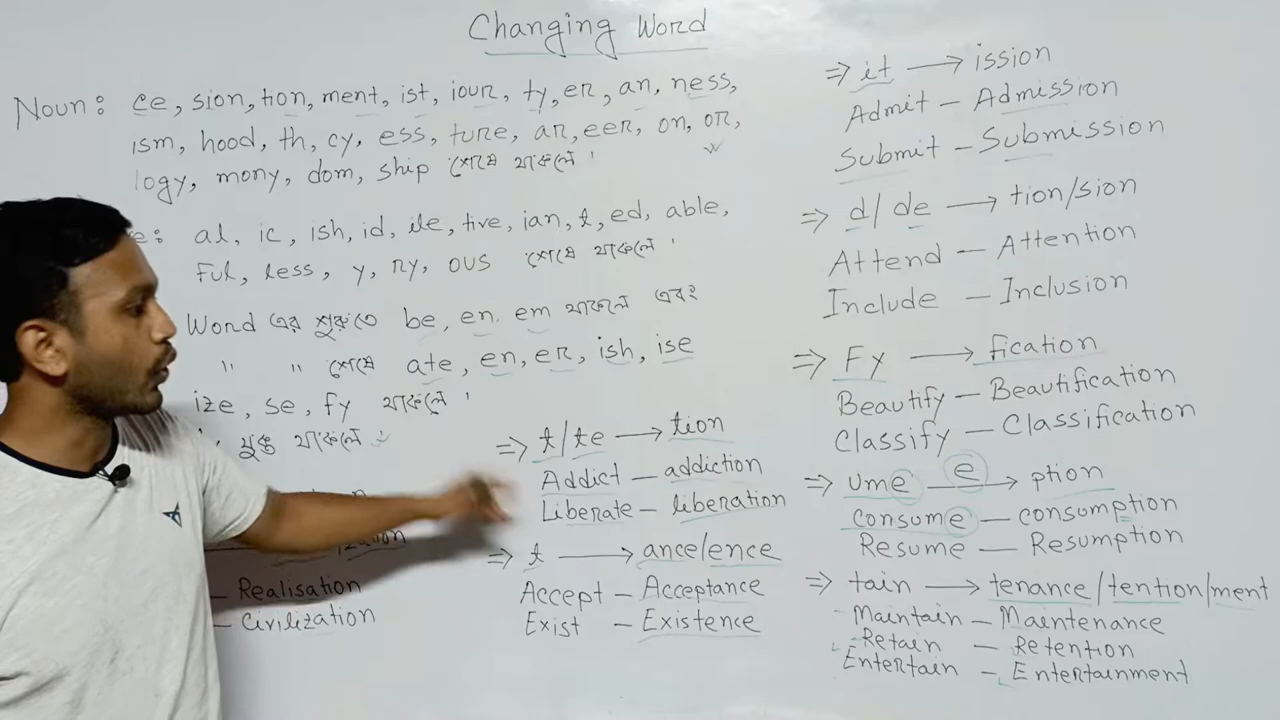 Changing Word
Noun: ce, sion, tion, ment, ist, iour, ty, er, an, ness,
ism, hood, th, cy, ess, ture, ar, eer, on, or,
logy, mony, dom, ship শেষে থাকলে।
e: al, ic, ish, id, ile, tive, ian, t, ed, able,
Ful, less, y, ry, ous শেষে থাকলে।
Word এর শুরুতে be, en, em থাকলে এবং
" " শেষে ate, en, er, ish, ise
ize, se, fy থাকলে।
যুক্ত থাকলে
ization
– Realisation
– Civilization
⇒ t/te → tion
Addict – addiction
Liberate – liberation
⇒ t → ance/ence
Accept – Acceptance
Exist – Existence
⇒ it → ission
Admit – Admission
Submit – Submission
⇒ d/de → tion/sion
Attend – Attention
Include – Inclusion
⇒ Fy → fication
Beautify – Beautification
Classify – Classification
⇒ ume e → ption
Consume – consumption
Resume – Resumption
⇒ tain → tenance/tention/ment
Maintain – Maintenance
Retain – Retention
Entertain – Entertainment